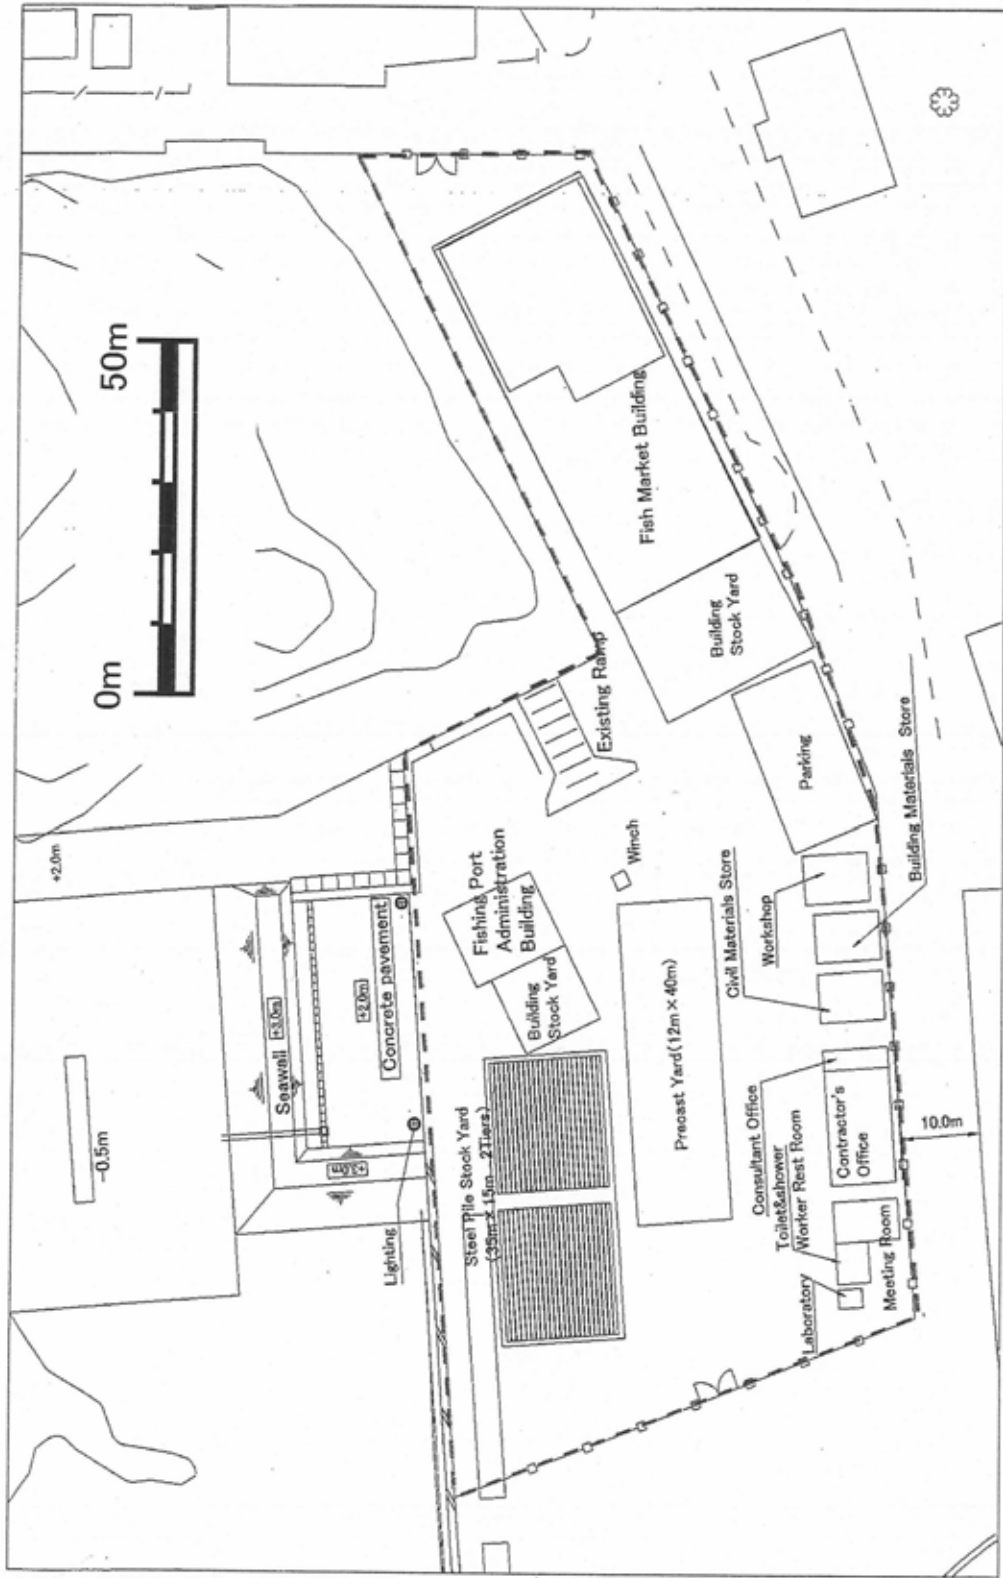 +2.0m
-0.5m
0m
50m
Seawall
+3.0m
+2.0m
Concrete pavement
Lighting
Steel Pile Stock Yard
(35m×15m 2Tiers)
Fishing Port
Administration
Building
Building
Stock Yard
Existing Ramp
Winch
Fish Market Building
Building
Stock Yard
Precast Yard(12m×40m)
Parking
Civil Materials Store
Workshop
Building Materials Store
Consultant Office
Toilet&shower
Worker Rest Room
Laboratory
Contractor's
Office
Meeting Room
10.0m